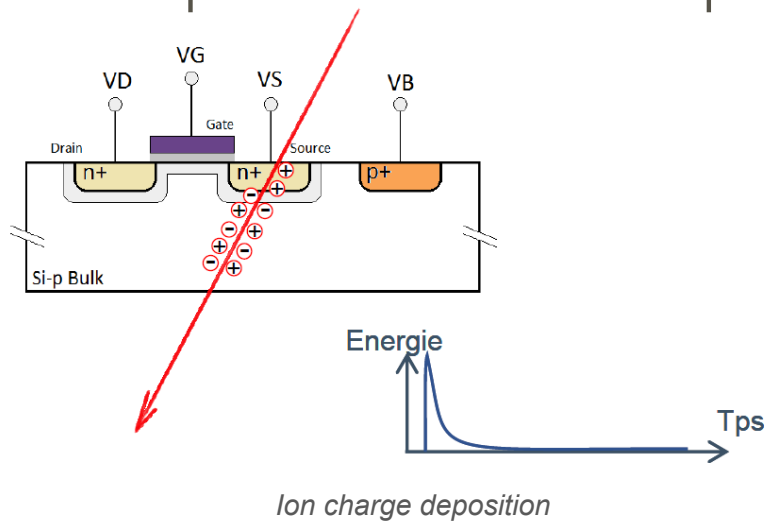 VG
VD
VS
VB
Gate
Drain
Source
n+
n+
p+
Si-p Bulk
Energie
Tps
Ion charge deposition